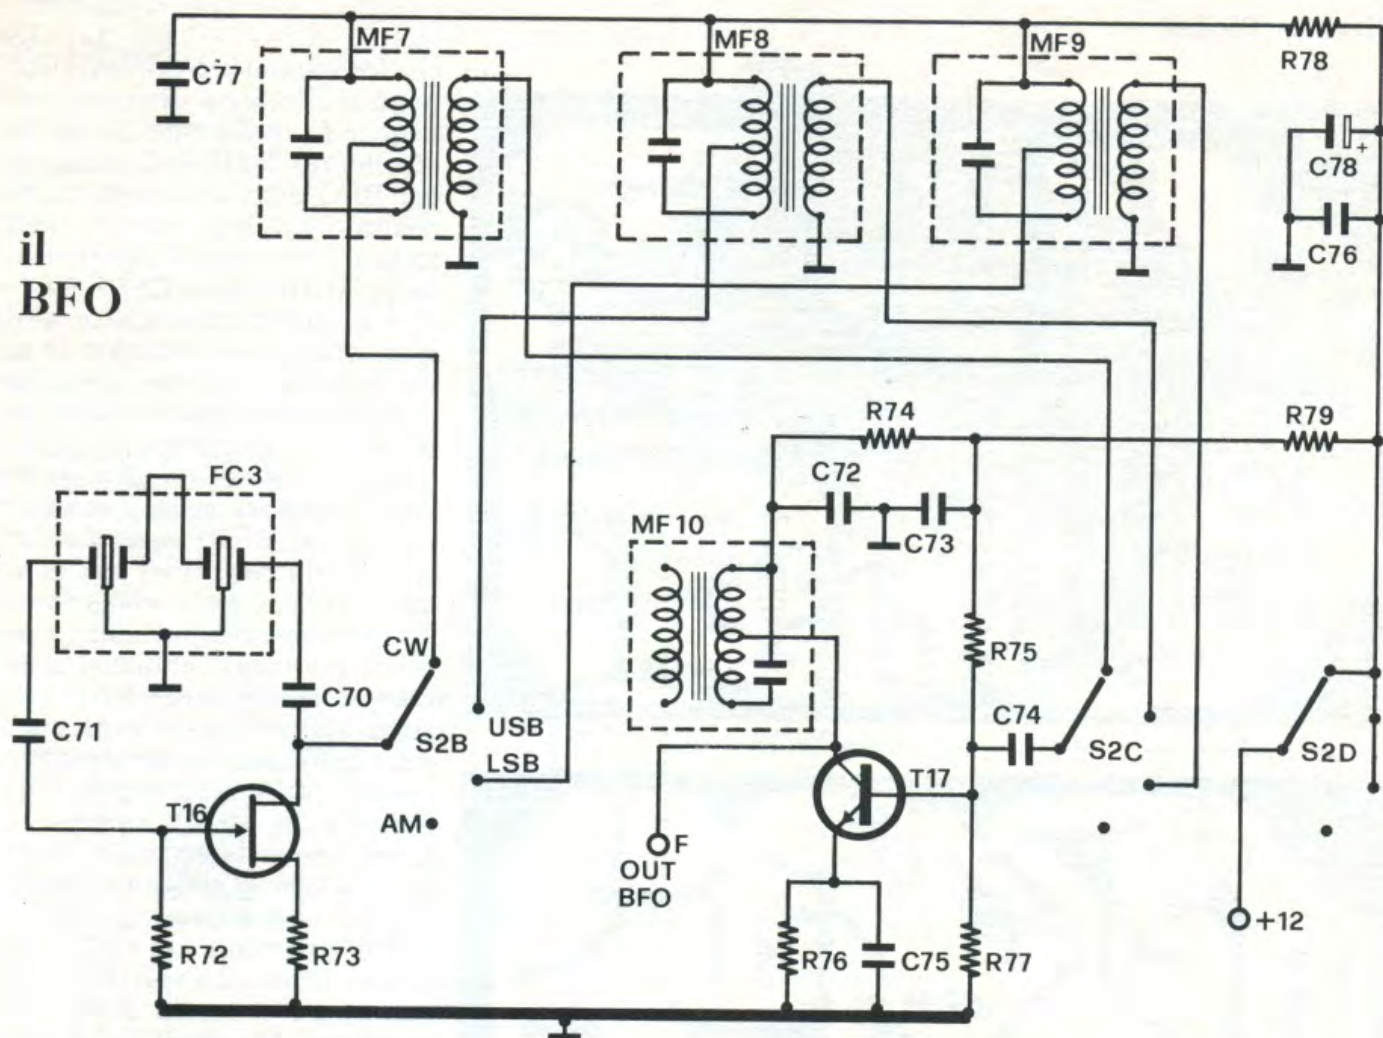 MF7
MF8
MF9
R78
C77
C78
+
C76
il
BFO
R74
R79
C72
C73
FC3
MF10
R75
CW
C70
C74
C71
S2B
USB
S2C
S2D
LSB
T16
AM
T17
F
OUT
BFO
+12
R72
R73
R76
C75
R77